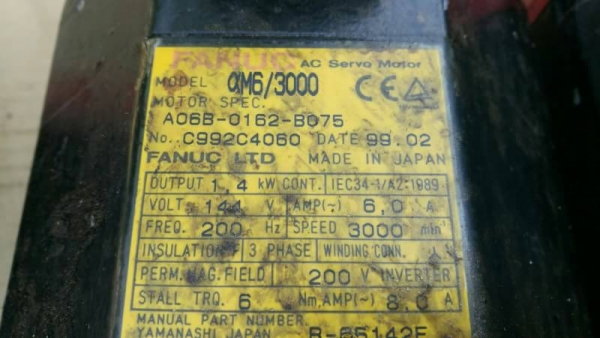 FANUC AC Servo Motor
MODEL αM6/3000 CE
MOTOR SPEC.
A06B-0162-B075
No. C992C4060 DATE 99.02
FANUC LTD MADE IN JAPAN
OUTPUT 1,4 kW CONT. IEC34-1/A2:1989
VOLT 144 V AMP(~) 6,0 A
FREQ. 200 Hz SPEED 3000 min
INSULATION F 3 PHASE WINDING CONN.
PERM. MAG. FIELD 200 V INVERTER
STALL TRQ. 6 Nm, AMP(~) 8,0 A
MANUAL PART NUMBER
YAMANASHI JAPAN B-65142E